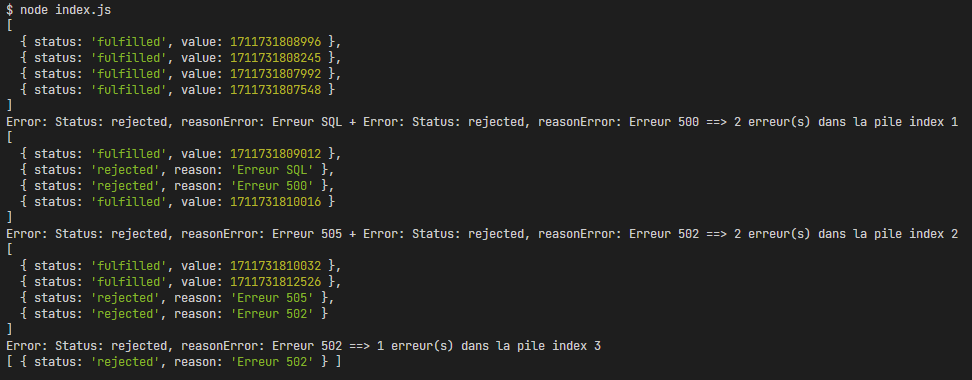 $ node index.js
[
  { status: 'fulfilled', value: 1711731808996 },
  { status: 'fulfilled', value: 1711731808245 },
  { status: 'fulfilled', value: 1711731807992 },
  { status: 'fulfilled', value: 1711731807548 }
]
Error: Status: rejected, reasonError: Erreur SQL + Error: Status: rejected, reasonError: Erreur 500 ==> 2 erreur(s) dans la pile index 1
[
  { status: 'fulfilled', value: 1711731809012 },
  { status: 'rejected', reason: 'Erreur SQL' },
  { status: 'rejected', reason: 'Erreur 500' },
  { status: 'fulfilled', value: 1711731810016 }
]
Error: Status: rejected, reasonError: Erreur 505 + Error: Status: rejected, reasonError: Erreur 502 ==> 2 erreur(s) dans la pile index 2
[
  { status: 'fulfilled', value: 1711731810032 },
  { status: 'fulfilled', value: 1711731812526 },
  { status: 'rejected', reason: 'Erreur 505' },
  { status: 'rejected', reason: 'Erreur 502' }
]
Error: Status: rejected, reasonError: Erreur 502 ==> 1 erreur(s) dans la pile index 3
[ { status: 'rejected', reason: 'Erreur 502' } ]